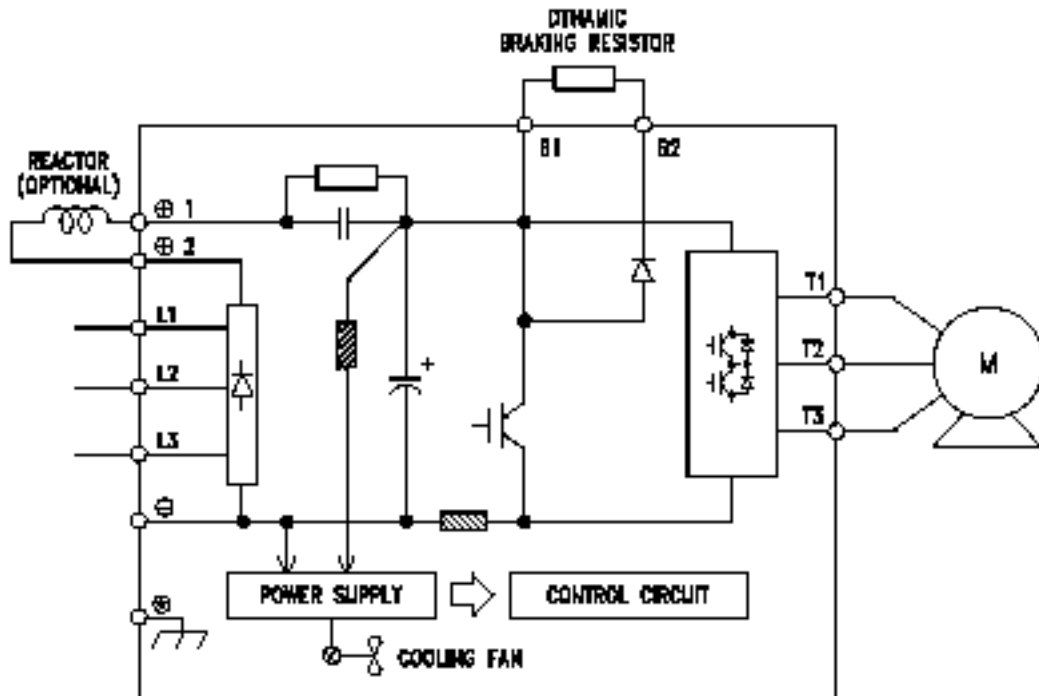 DYNAMIC
BRAKING RESISTOR
B1
B2
REACTOR
(OPTIONAL)
⊕ 1
⊕ 2
L1
L2
L3
⊖
T1
T2
T3
M
+
POWER SUPPLY
CONTROL CIRCUIT
COOLING FAN